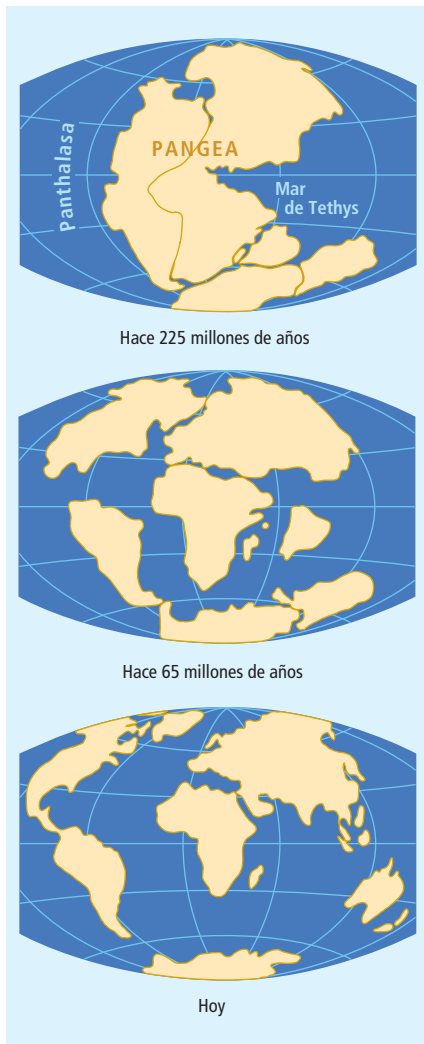 Panthalasa
PANGEA
Mar
de Tethys
Hace 225 millones de años
Hace 65 millones de años
Hoy